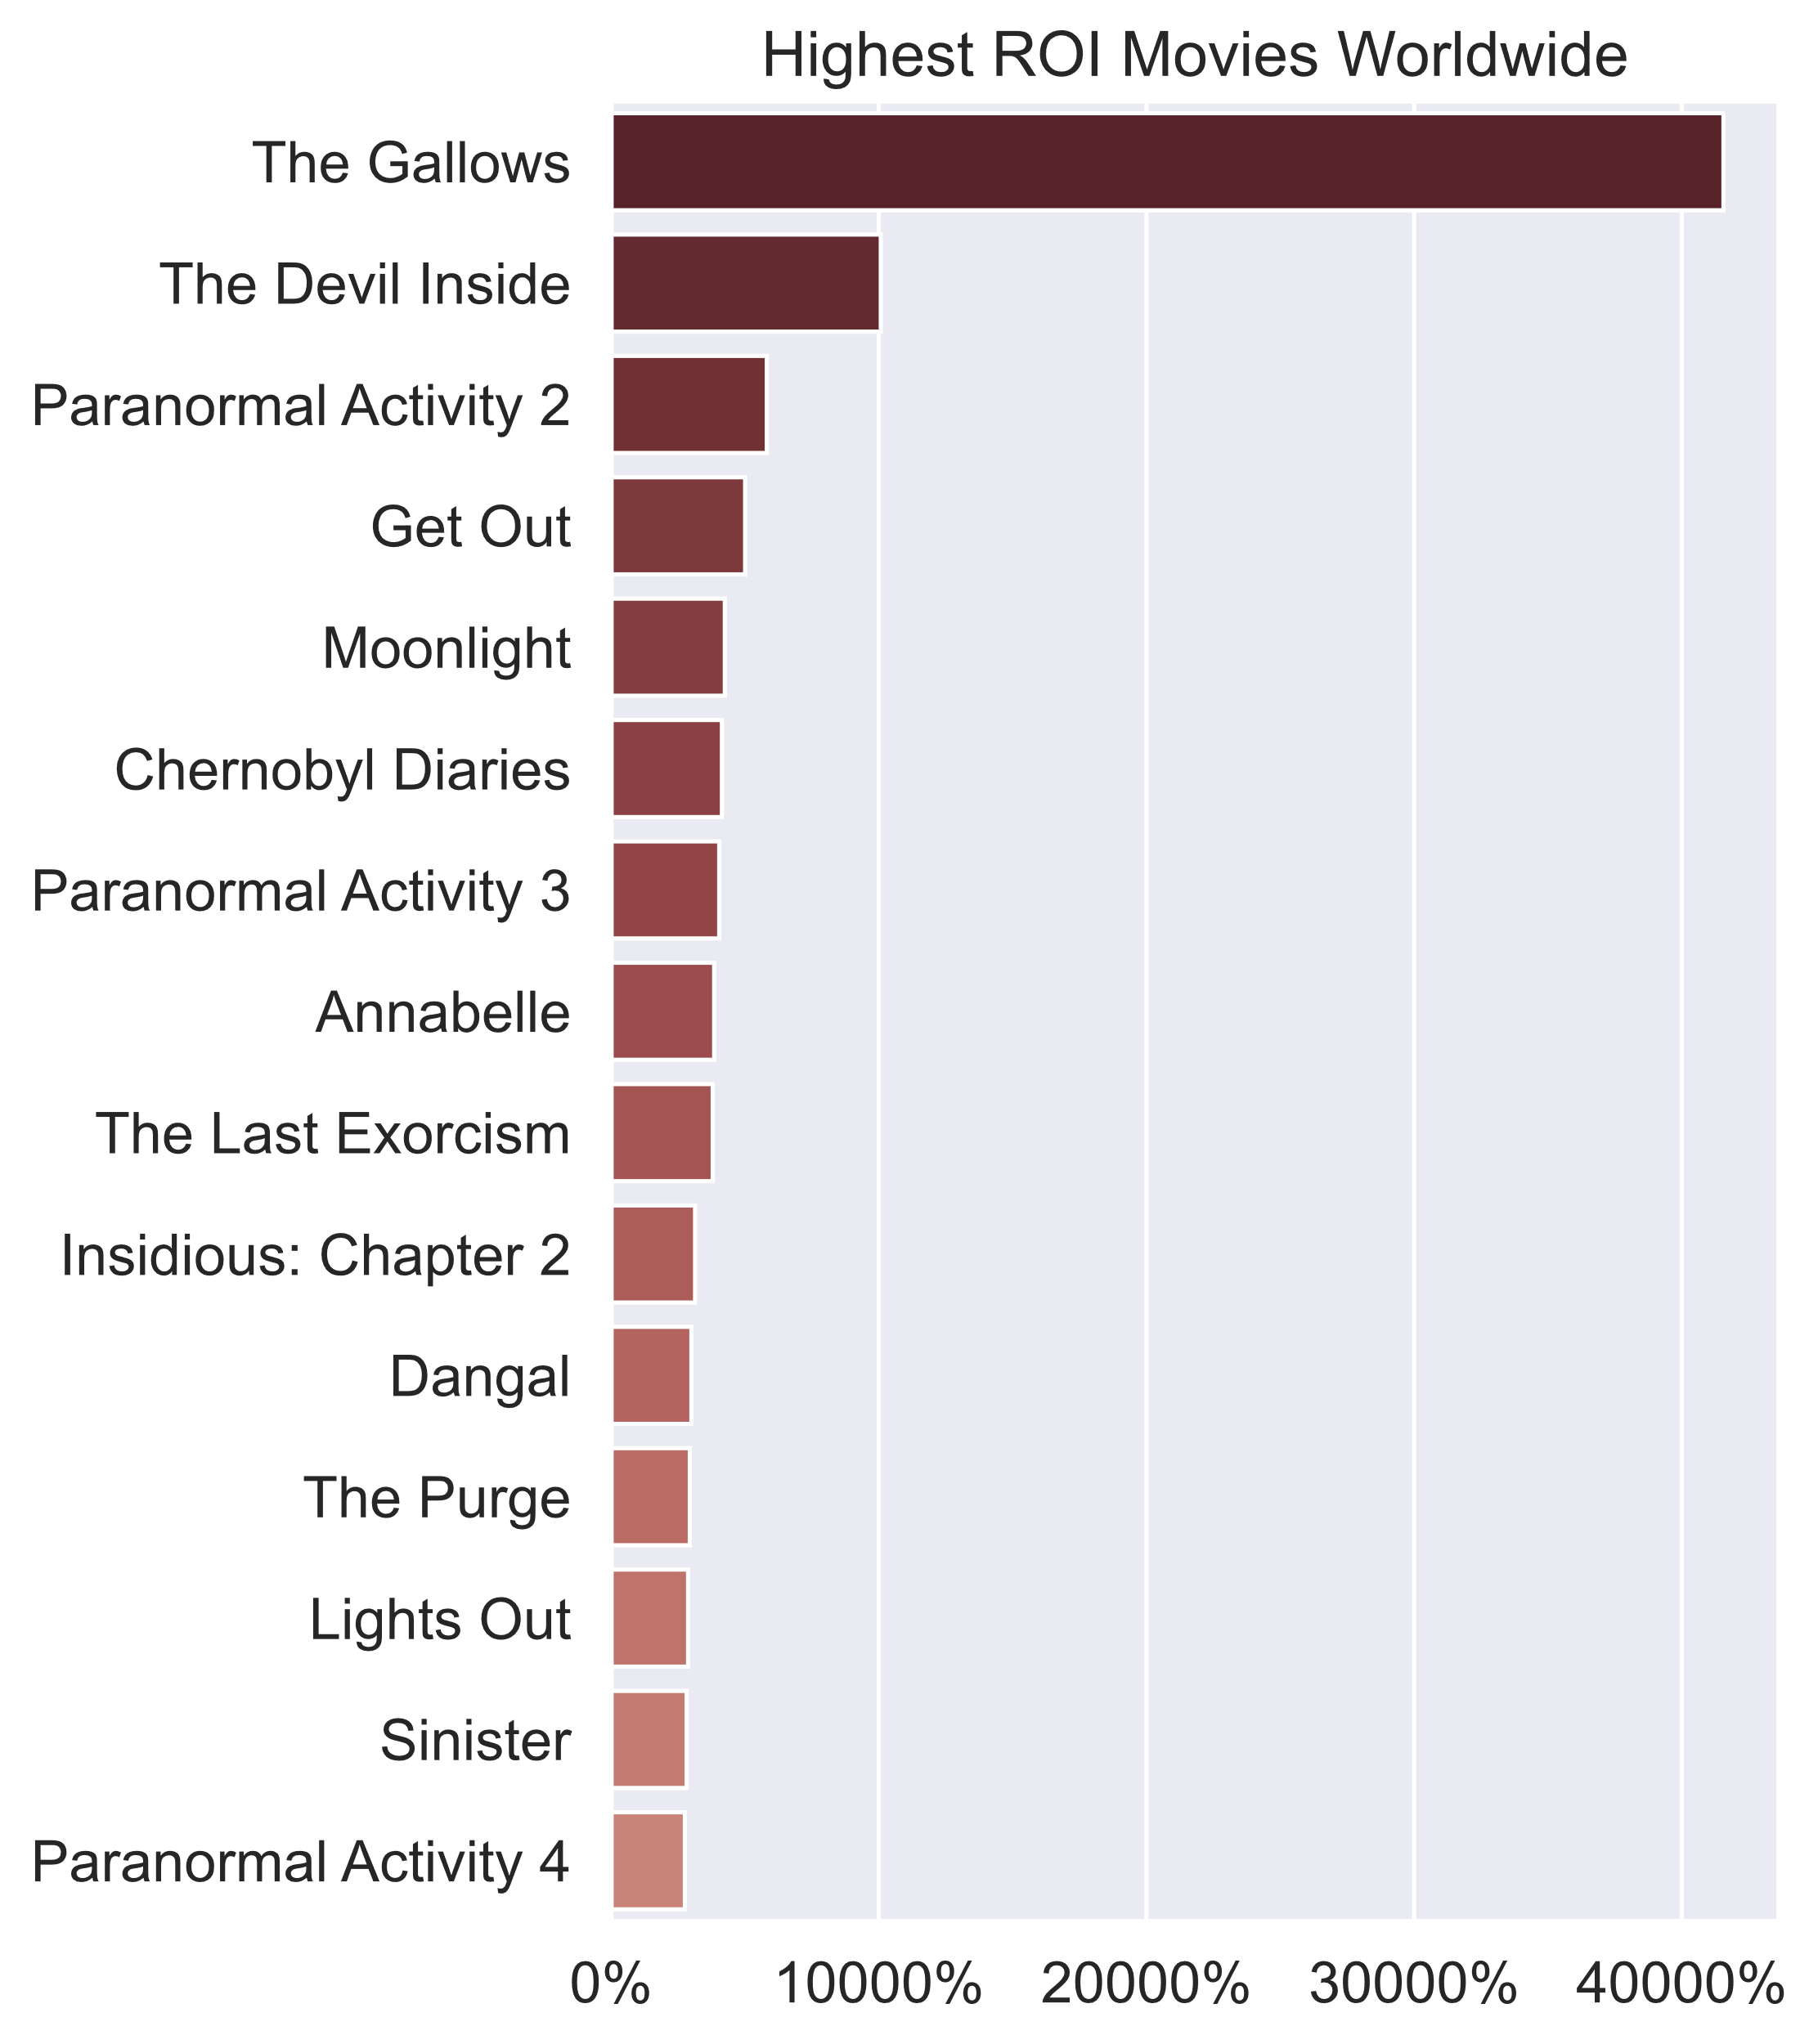 Highest ROI Movies Worldwide
The Gallows
The Devil Inside
Paranormal Activity 2
Get Out
Moonlight
Chernobyl Diaries
Paranormal Activity 3
Annabelle
The Last Exorcism
Insidious: Chapter 2
Dangal
The Purge
Lights Out
Sinister
Paranormal Activity 4
0% 10000% 20000% 30000% 40000%